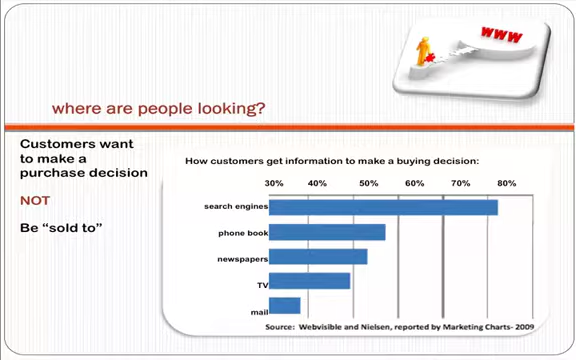 www
where are people looking?
Customers want
to make a
purchase decision
NOT
Be “sold to”
How customers get information to make a buying decision:
30% 40% 50% 60% 70% 80%
search engines
phone book
newspapers
TV
mail
Source: Webvisible and Nielsen, reported by Marketing Charts- 2009